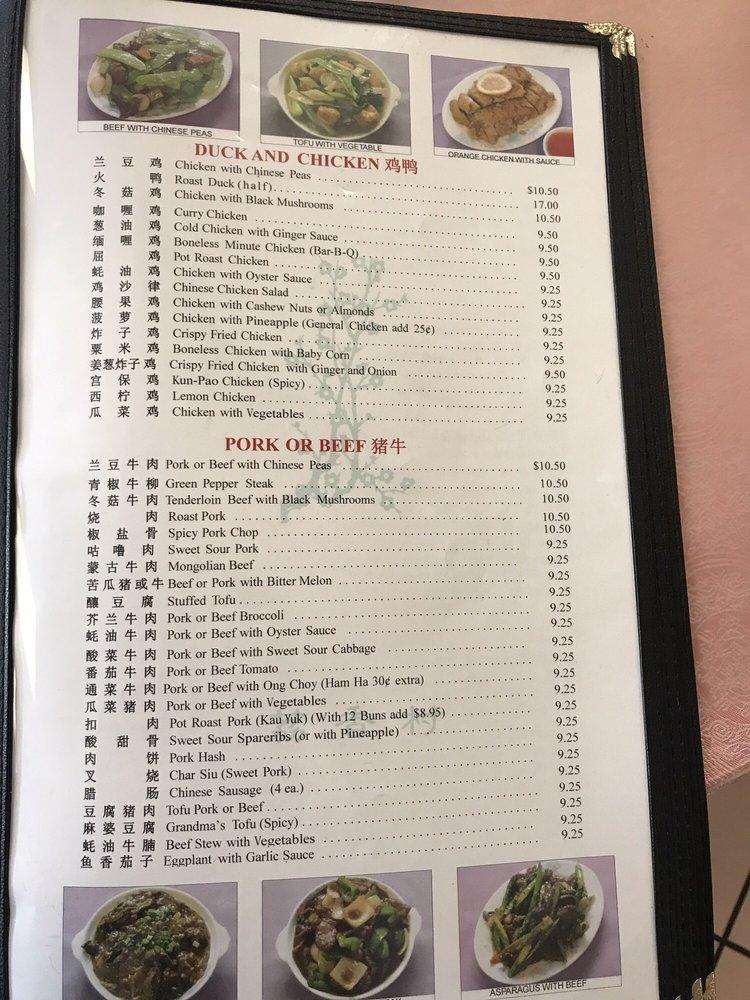 BEEF WITH CHINESE PEAS
TOFU WITH VEGETABLE
ORANGE CHICKEN WITH SAUCE
DUCK AND CHICKEN 鸡鸭
兰豆鸡 Chicken with Chinese Peas $10.50
火鸭 Roast Duck (half) 17.00
冬菇鸡 Chicken with Black Mushrooms 10.50
咖喱鸡 Curry Chicken 9.50
葱油鸡 Cold Chicken with Ginger Sauce 9.50
缅喱鸡 Boneless Minute Chicken (Bar-B-Q) 9.50
屈鸡 Pot Roast Chicken 9.50
蚝油鸡 Chicken with Oyster Sauce 9.25
鸡沙律 Chinese Chicken Salad 9.25
腰果鸡 Chicken with Cashew Nuts or Almonds 9.25
菠萝鸡 Chicken with Pineapple (General Chicken add 25¢) 9.25
炸子鸡 Crispy Fried Chicken 9.25
粟米鸡 Boneless Chicken with Baby Corn 9.25
姜葱炸子鸡 Crispy Fried Chicken with Ginger and Onion 9.50
宫保鸡 Kun-Pao Chicken (Spicy) 9.25
西柠鸡 Lemon Chicken 9.25
瓜菜鸡 Chicken with Vegetables 9.25
PORK OR BEEF 猪牛
兰豆牛肉 Pork or Beef with Chinese Peas $10.50
青椒牛柳 Green Pepper Steak 10.50
冬菇牛肉 Tenderloin Beef with Black Mushrooms 10.50
烧肉 Roast Pork 10.50
椒盐骨 Spicy Pork Chop 10.50
咕噜肉 Sweet Sour Pork 9.25
蒙古牛肉 Mongolian Beef 9.25
苦瓜猪或牛 Beef or Pork with Bitter Melon 9.25
釀豆腐 Stuffed Tofu 9.25
芥兰牛肉 Pork or Beef Broccoli 9.25
蚝油牛肉 Pork or Beef with Oyster Sauce 9.25
酸菜牛肉 Pork or Beef with Sweet Sour Cabbage 9.25
番茄牛肉 Pork or Beef Tomato 9.25
通菜牛肉 Pork or Beef with Ong Choy (Ham Ha 30¢ extra) 9.25
瓜菜猪肉 Pork or Beef with Vegetables 9.25
扣肉 Pot Roast Pork (Kau Yuk) (With 12 Buns add $8.95) 9.25
酸甜骨 Sweet Sour Spareribs (or with Pineapple) 9.25
肉饼 Pork Hash 9.25
叉烧 Char Siu (Sweet Pork) 9.25
腊肠 Chinese Sausage (4 ea.) 9.25
豆腐猪肉 Tofu Pork or Beef 9.25
麻婆豆腐 Grandma's Tofu (Spicy) 9.25
蚝油牛腩 Beef Stew with Vegetables 9.25
鱼香茄子 Eggplant with Garlic Sauce 9.25
ASPARAGUS WITH BEEF